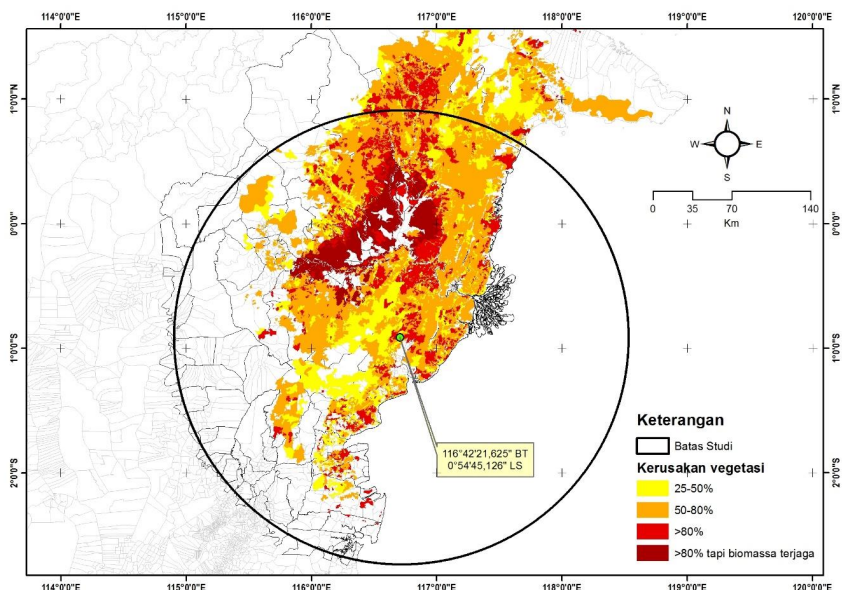 114°0'0"E 115°0'0"E 116°0'0"E 117°0'0"E 118°0'0"E 119°0'0"E 120°0'0"E
1°0'0"N 1°0'0"N
N
W E
S
0 35 70 140
Km
0°0'0" 0°0'0"
1°0'0"S 1°0'0"S
116°42'21,625" BT
0°54'45,126" LS
2°0'0"S 2°0'0"S
Keterangan
Batas Studi
Kerusakan vegetasi
25-50%
50-80%
>80%
>80% tapi biomassa terjaga
114°0'0"E 115°0'0"E 116°0'0"E 117°0'0"E 118°0'0"E 119°0'0"E 120°0'0"E